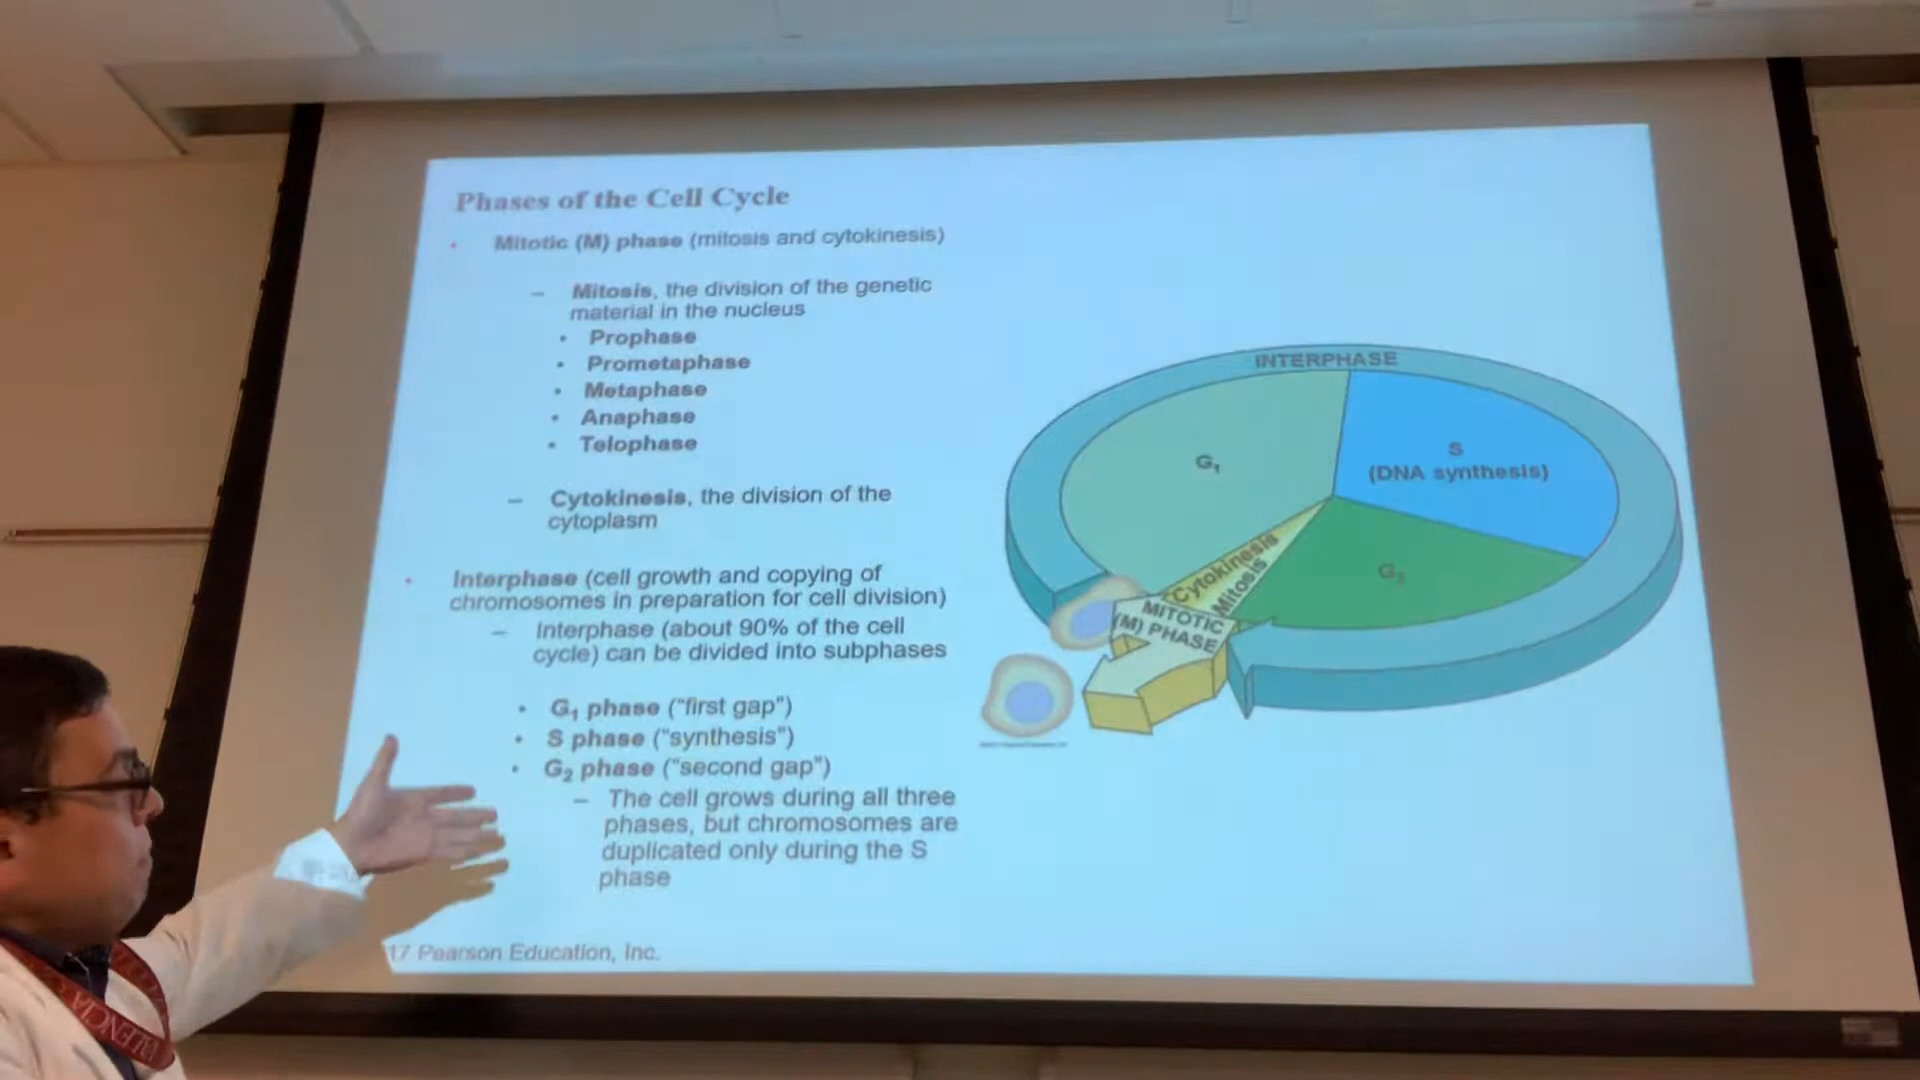 Phases of the Cell Cycle
• Mitotic (M) phase (mitosis and cytokinesis)
– Mitosis, the division of the genetic
material in the nucleus
• Prophase
• Prometaphase
• Metaphase
• Anaphase
• Telophase
– Cytokinesis, the division of the
cytoplasm
• Interphase (cell growth and copying of
chromosomes in preparation for cell division)
– Interphase (about 90% of the cell
cycle) can be divided into subphases
• G₁ phase ("first gap")
• S phase ("synthesis")
• G₂ phase ("second gap")
– The cell grows during all three
phases, but chromosomes are
duplicated only during the S
phase
17 Pearson Education, Inc.
INTERPHASE
G₁
S
(DNA synthesis)
G₂
Cytokinesis
Mitosis
MITOTIC
(M) PHASE
VALENCIA